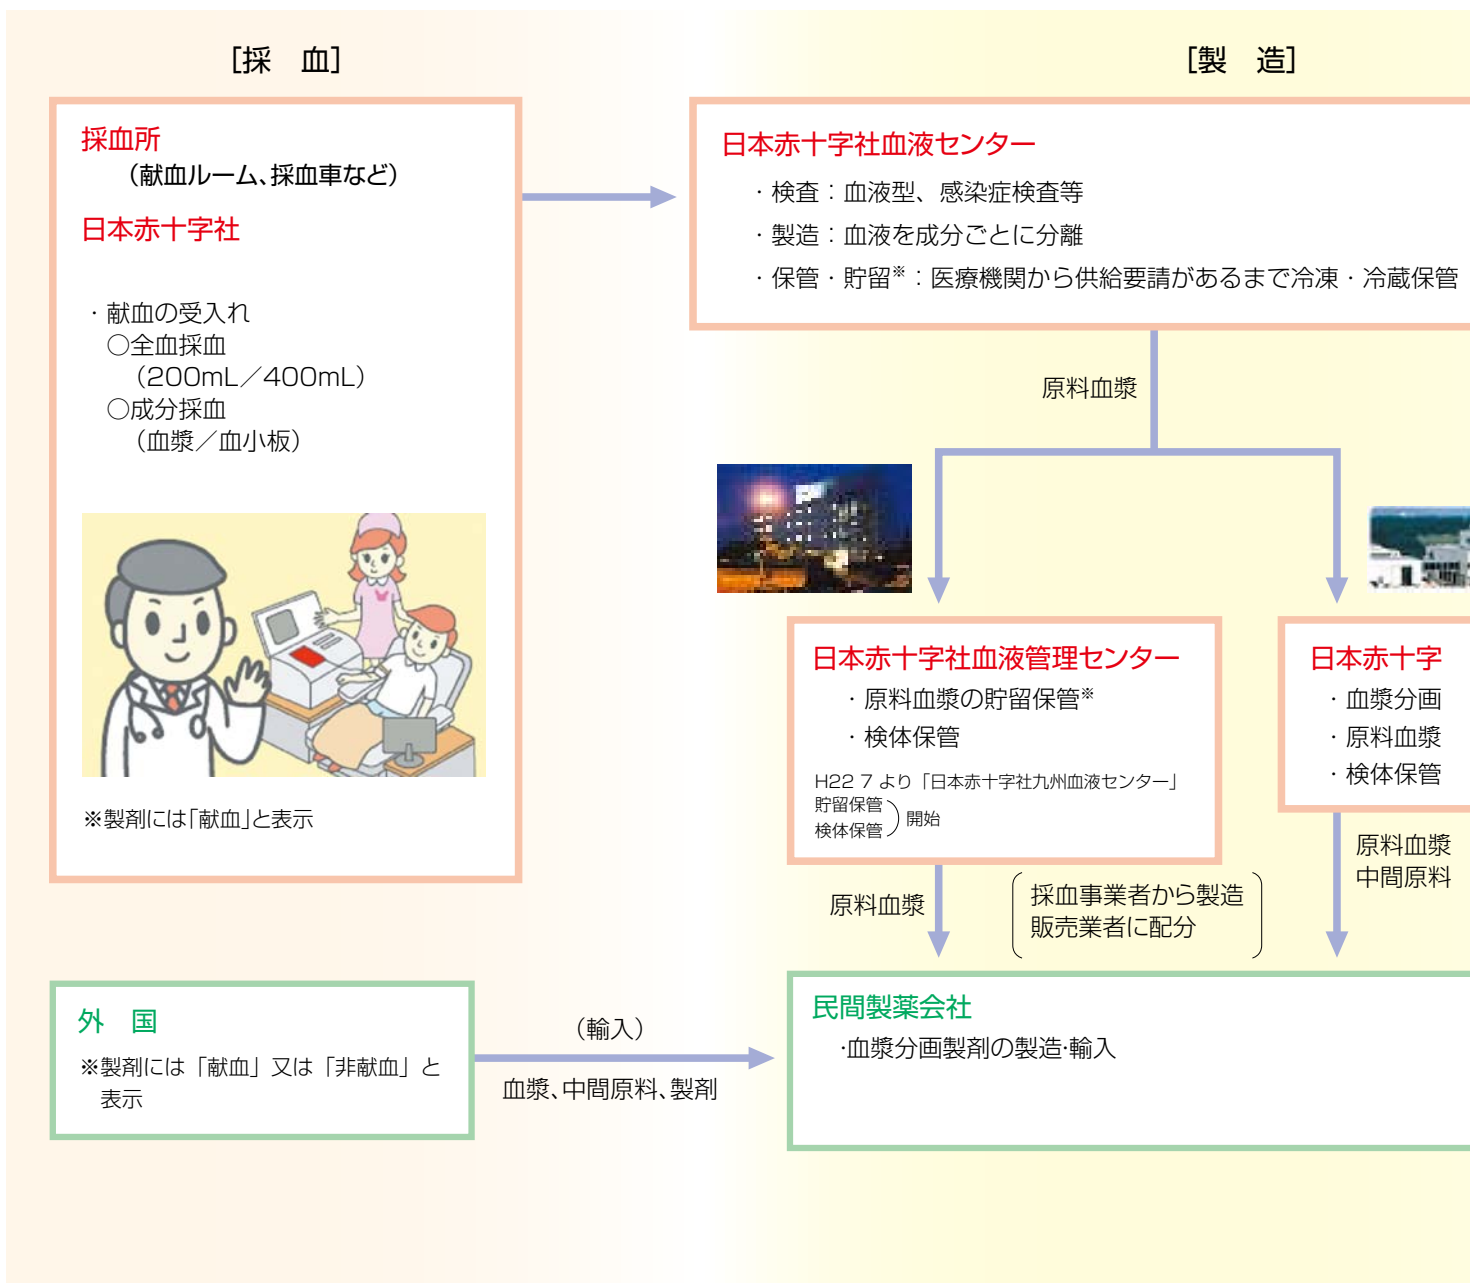 ［採　血］
採血所
（献血ルーム、採血車など）
日本赤十字社
・献血の受入れ
○全血採血
（200mL／400mL）
○成分採血
（血漿／血小板）
※製剤には「献血」と表示
外　国
※製剤には「献血」又は「非献血」と
表示
（輸入）
血漿、中間原料、製剤
［製　造］
日本赤十字社血液センター
・検査：血液型、感染症検査等
・製造：血液を成分ごとに分離
・保管・貯留※：医療機関から供給要請があるまで冷凍・冷蔵保管
原料血漿
日本赤十字社血液管理センター
・原料血漿の貯留保管※
・検体保管
H22 7 より「日本赤十字社九州血液センター」
貯留保管
検体保管
開始
日本赤十字
・血漿分画
・原料血漿
・検体保管
原料血漿
採血事業者から製造
販売業者に配分
原料血漿
中間原料
民間製薬会社
・血漿分画製剤の製造・輸入